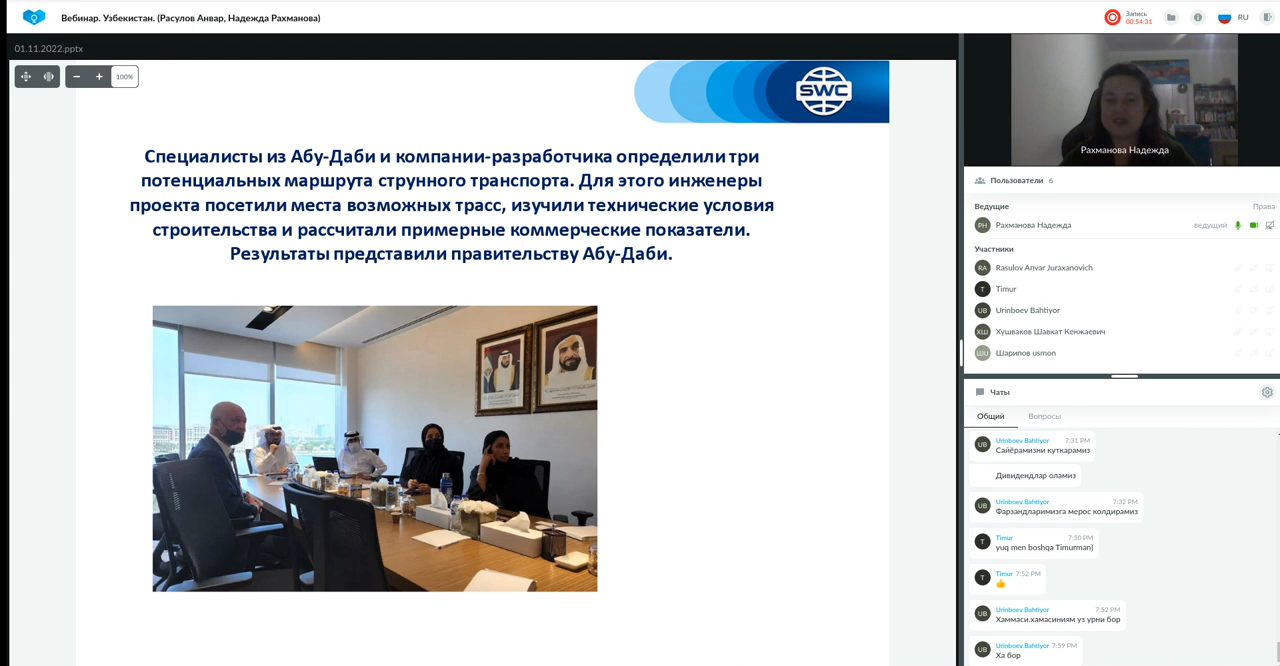 Вебинар. Узбекистан. (Расулов Анвар, Надежда Рахманова)
Запись
00:54:31
RU
01.11.2022.pptx
100%
SWC
Специалисты из Абу-Даби и компании-разработчика определили три
потенциальных маршрута струнного транспорта. Для этого инженеры
проекта посетили места возможных трасс, изучили технические условия
строительства и рассчитали примерные коммерческие показатели.
Результаты представили правительству Абу-Даби.
Рахманова Надежда
Пользователи 6
Ведущие Права
РН Рахманова Надежда ведущий
Участники
RA Rasulov Anvar Juraxanovich
T Timur
UB Urinboev Bahtiyor
ХШ Хушваков Шавкат Кенжаевич
ШU Шарипов usmon
Чаты
Общий Вопросы
UB Urinboev Bahtiyor 7:31 PM
Сайёрамизни куткарамиз
Дивидендлар оламиз
UB Urinboev Bahtiyor 7:32 PM
Фарзандларимизга мерос колдирамиз
T Timur 7:50 PM
yuq men boshqa Timurman)
T Timur 7:52 PM
👍
UB Urinboev Bahtiyor 7:52 PM
Хаммаси.хамасиниям уз урни бор
UB Urinboev Bahtiyor 7:59 PM
Ха бор